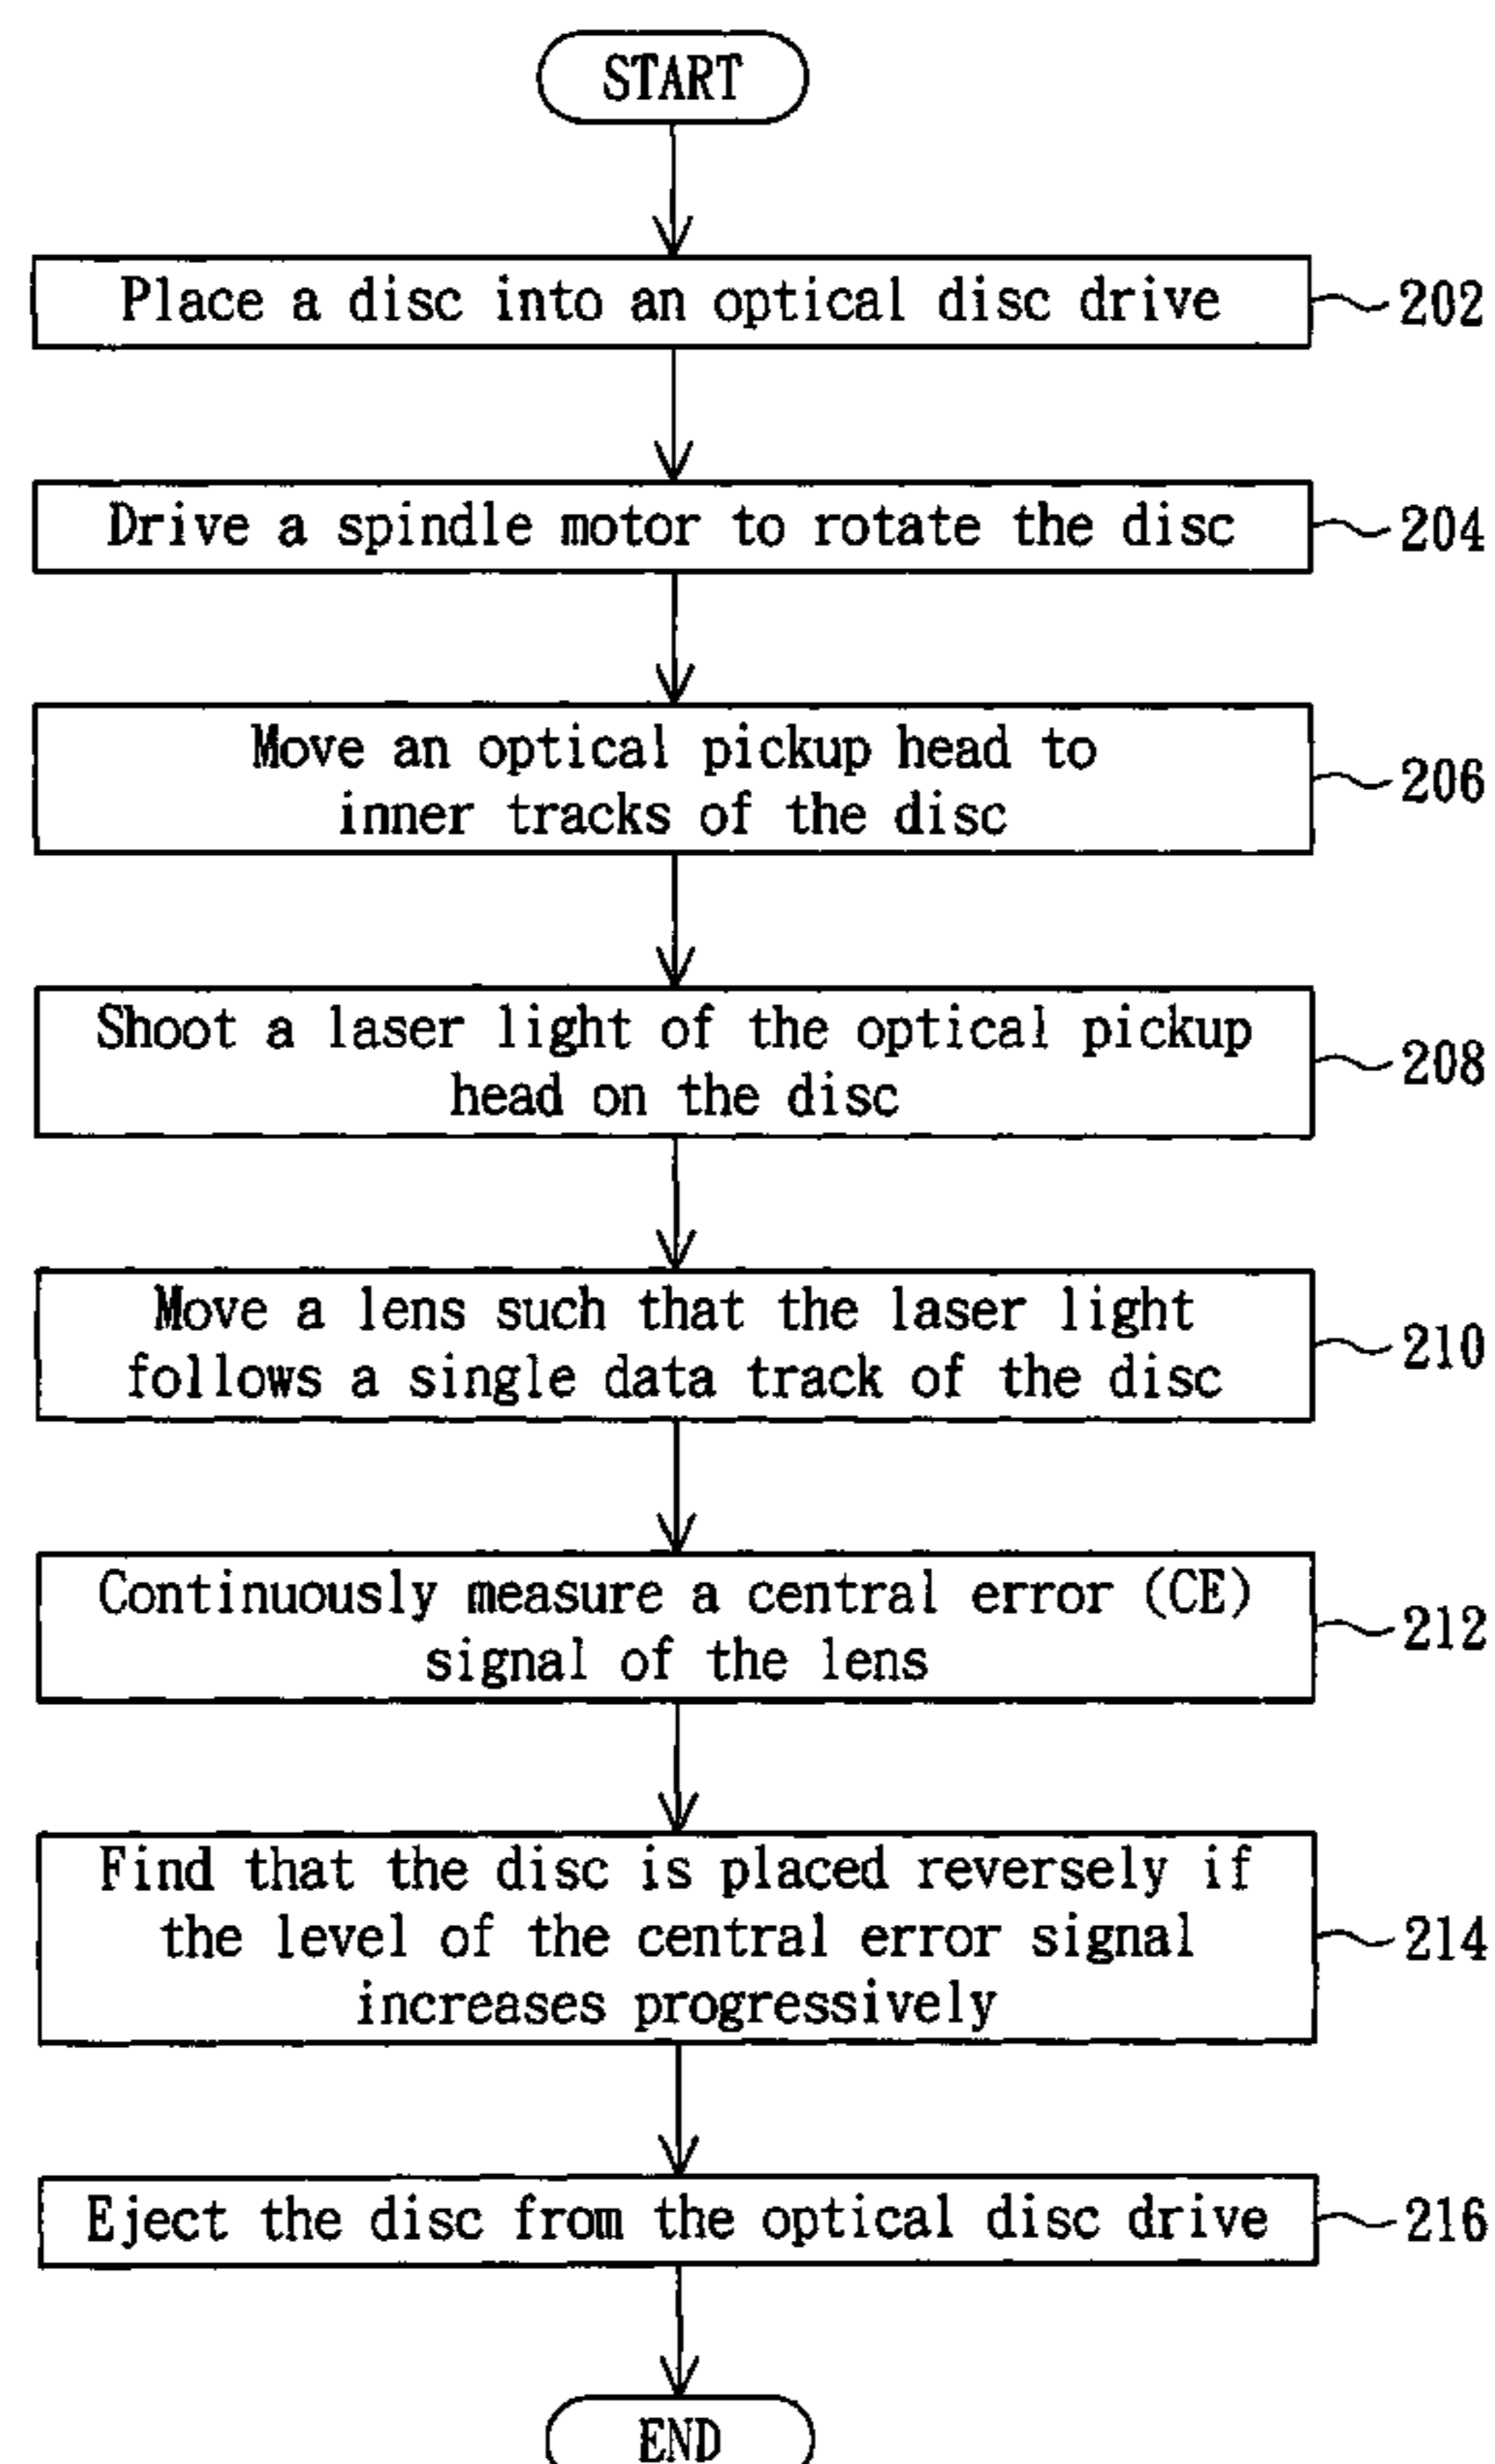 START
Place a disc into an optical disc drive
202
Drive a spindle motor to rotate the disc
204
Move an optical pickup head to
inner tracks of the disc
206
Shoot a laser light of the optical pickup
head on the disc
208
Move a lens such that the laser light
follows a single data track of the disc
210
Continuously measure a central error (CE)
signal of the lens
212
Find that the disc is placed reversely if
the level of the central error signal
increases progressively
214
Eject the disc from the optical disc drive
216
END